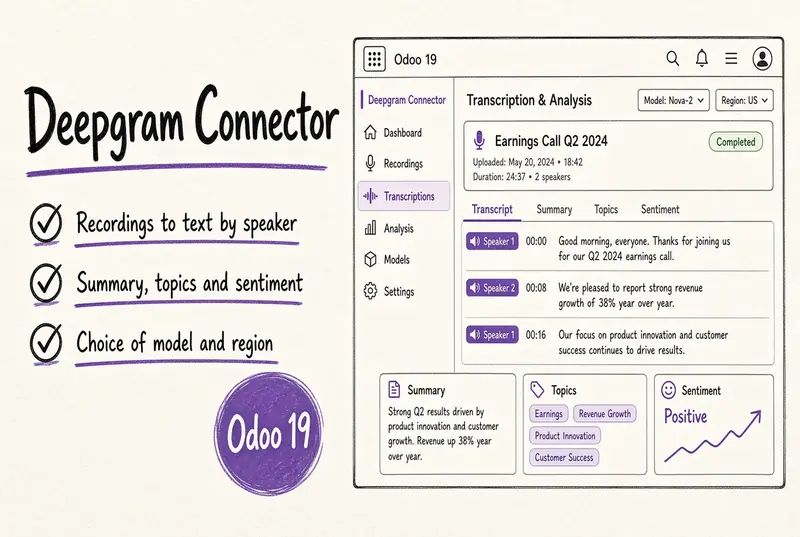 Deepgram Connector
Recordings to text by speaker
Summary, topics and sentiment
Choice of model and region
Odoo 19
Odoo 19
Deepgram Connector
Dashboard
Recordings
Transcriptions
Analysis
Models
Settings
Transcription & Analysis
Model: Nova-2
Region: US
Earnings Call Q2 2024
Completed
Uploaded: May 20, 2024 • 18:42
Duration: 24:37 • 2 speakers
Transcript
Summary
Topics
Sentiment
Speaker 1 00:00 Good morning, everyone. Thanks for joining us
for our Q2 2024 earnings call.
Speaker 2 00:08 We're pleased to report strong revenue
growth of 38% year over year.
Speaker 1 00:16 Our focus on product innovation and customer
success continues to drive results.
Summary
Strong Q2 results driven by
product innovation and customer
growth. Revenue up 38% year
over year.
Topics
Earnings
Revenue Growth
Product Innovation
Customer Success
Sentiment
Positive